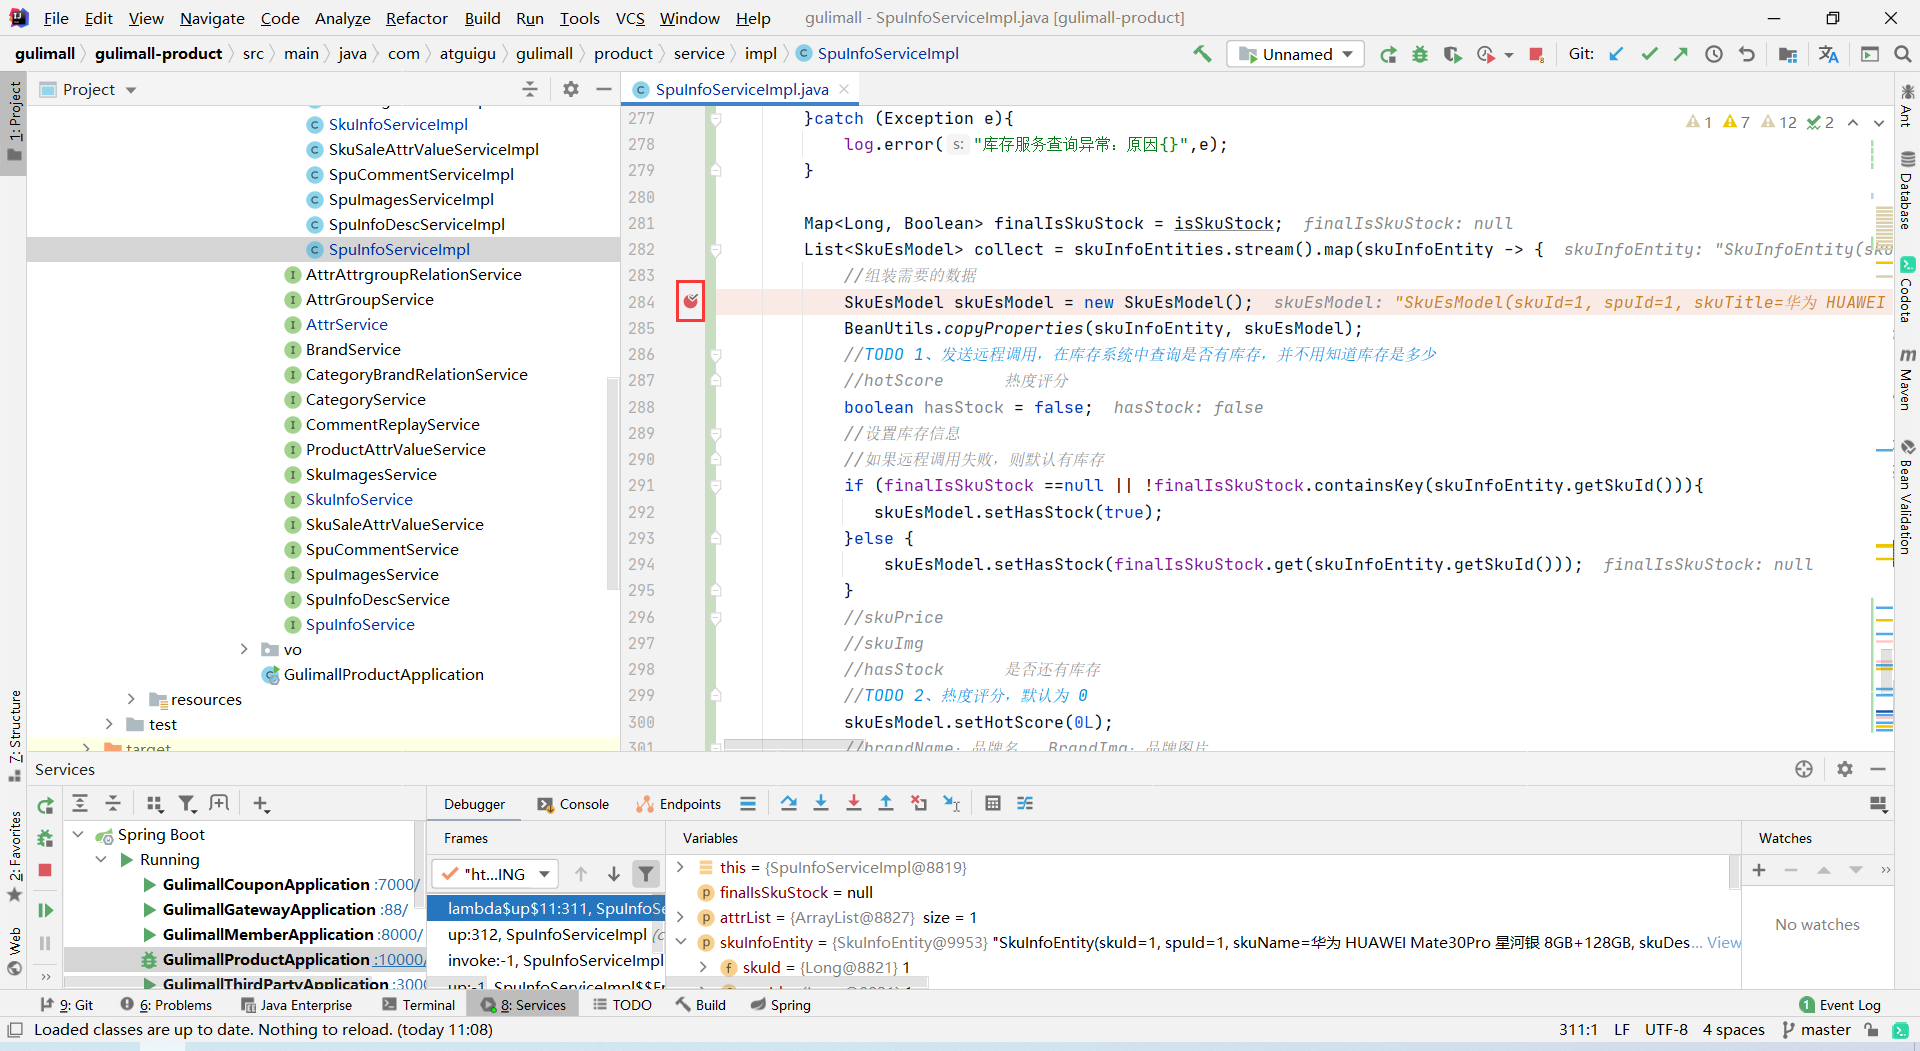 File Edit View Navigate Code Analyze Refactor Build Run Tools VCS Window Help gulimall - SpuInfoServiceImpl.java [gulimall-product]
gulimall gulimall-product src main java com atguigu gulimall product service impl SpuInfoServiceImpl Unnamed Git:
1: Project
7: Structure
2: Favorites
Web
Project
SkuInfoServiceImpl
SkuSaleAttrValueServiceImpl
SpuCommentServiceImpl
SpuImagesServiceImpl
SpuInfoDescServiceImpl
SpuInfoServiceImpl
AttrAttrgroupRelationService
AttrGroupService
AttrService
BrandService
CategoryBrandRelationService
CategoryService
CommentReplayService
ProductAttrValueService
SkuImagesService
SkuInfoService
SkuSaleAttrValueService
SpuCommentService
SpuImagesService
SpuInfoDescService
SpuInfoService
vo
GulimallProductApplication
resources
test
target
SpuInfoServiceImpl.java
1 7 12 2
277 }catch (Exception e){
278 log.error( s: "库存服务查询异常：原因{}",e);
279 }
280
281 Map<Long, Boolean> finalIsSkuStock = isSkuStock; finalIsSkuStock: null
282 List<SkuEsModel> collect = skuInfoEntities.stream().map(skuInfoEntity -> { skuInfoEntity: "SkuInfoEntity(sku
283 //组装需要的数据
284 SkuEsModel skuEsModel = new SkuEsModel(); skuEsModel: "SkuEsModel(skuId=1, spuId=1, skuTitle=华为 HUAWEI
285 BeanUtils.copyProperties(skuInfoEntity, skuEsModel);
286 //TODO 1、发送远程调用，在库存系统中查询是否有库存，并不用知道库存是多少
287 //hotScore 热度评分
288 boolean hasStock = false; hasStock: false
289 //设置库存信息
290 //如果远程调用失败，则默认有库存
291 if (finalIsSkuStock ==null || !finalIsSkuStock.containsKey(skuInfoEntity.getSkuId())){
292 skuEsModel.setHasStock(true);
293 }else {
294 skuEsModel.setHasStock(finalIsSkuStock.get(skuInfoEntity.getSkuId())); finalIsSkuStock: null
295 }
296 //skuPrice
297 //skuImg
298 //hasStock 是否还有库存
299 //TODO 2、热度评分，默认为 0
300 skuEsModel.setHotScore(0L);
301 //brandName：品牌名 BrandImg：品牌图片
Ant
Database
Codota
Maven
Bean Validation
Services
Debugger Console Endpoints
Spring Boot
Running
GulimallCouponApplication :7000/
GulimallGatewayApplication :88/
GulimallMemberApplication :8000/
GulimallProductApplication :10000/
GulimallThirdPartyApplication :3000
Frames
"ht...ING
lambda$up$11:311, SpuInfoSe
up:312, SpuInfoServiceImpl (c
invoke:-1, SpuInfoServiceImpl
up:-1, SpuInfoServiceImpl$$Fr
Variables
this = {SpuInfoServiceImpl@8819}
finalIsSkuStock = null
attrList = {ArrayList@8827} size = 1
skuInfoEntity = {SkuInfoEntity@9953} "SkuInfoEntity(skuId=1, spuId=1, skuName=华为 HUAWEI Mate30Pro 星河银 8GB+128GB, skuDes... View
skuId = {Long@8821} 1
Watches
No watches
9: Git 6: Problems Java Enterprise Terminal 8: Services TODO Build Spring 1 Event Log
Loaded classes are up to date. Nothing to reload. (today 11:08) 311:1 LF UTF-8 4 spaces master